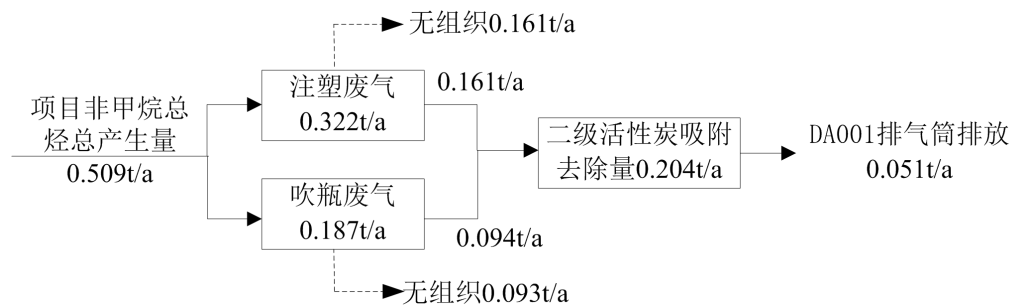 无组织0.161t/a
注塑废气
0.322t/a
0.161t/a
项目非甲烷总
烃总产生量
0.509t/a
二级活性炭吸附
去除量0.204t/a
DA001排气筒排放
0.051t/a
吹瓶废气
0.187t/a
0.094t/a
无组织0.093t/a